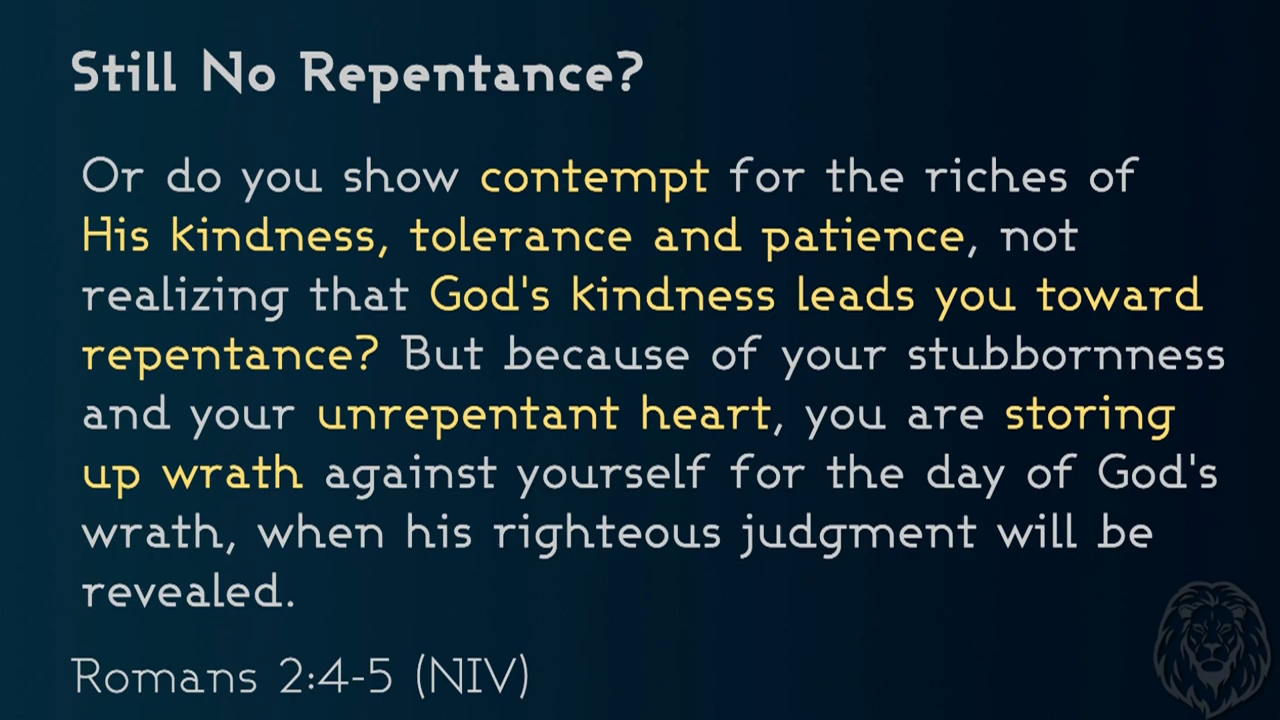 Still No Repentance?
Or do you show contempt for the riches of
His kindness, tolerance and patience, not
realizing that God's kindness leads you toward
repentance? But because of your stubbornness
and your unrepentant heart, you are storing
up wrath against yourself for the day of God's
wrath, when his righteous judgment will be
revealed.
Romans 2:4-5 (NIV)